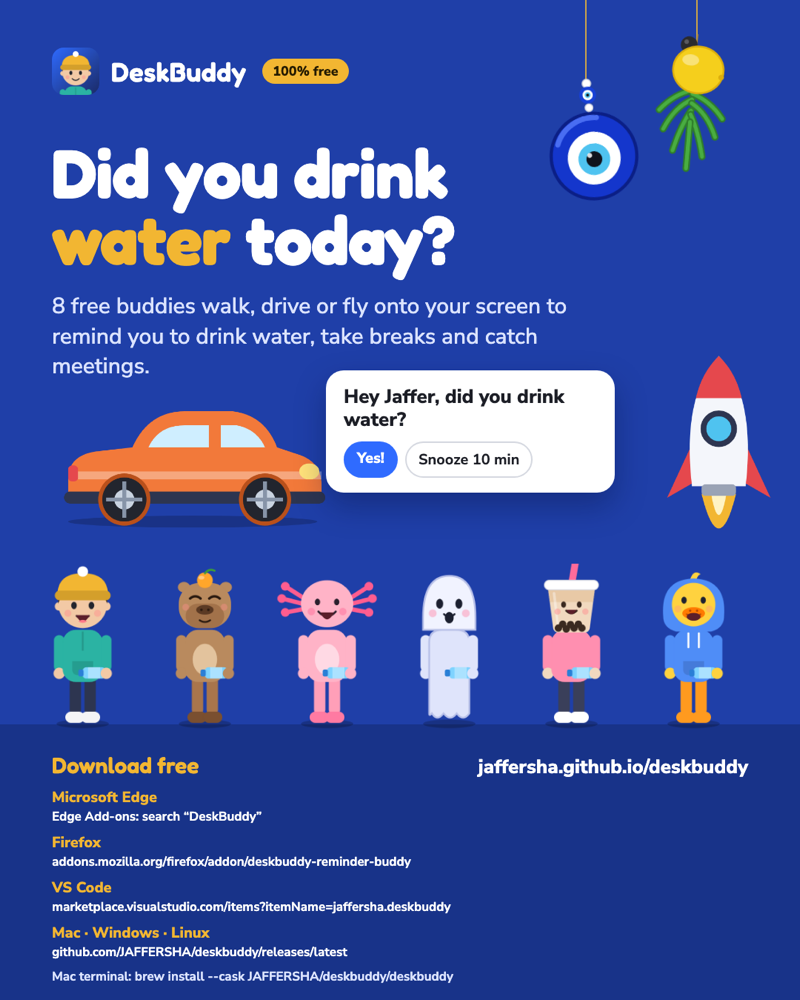 DeskBuddy 100% free
Did you drink
water today?
8 free buddies walk, drive or fly onto your screen to
remind you to drink water, take breaks and catch
meetings.
Hey Jaffer, did you drink
water?
Yes! Snooze 10 min
Download free
jaffersha.github.io/deskbuddy
Microsoft Edge
Edge Add-ons: search “DeskBuddy”
Firefox
addons.mozilla.org/firefox/addon/deskbuddy-reminder-buddy
VS Code
marketplace.visualstudio.com/items?itemName=jaffersha.deskbuddy
Mac · Windows · Linux
github.com/JAFFERSHA/deskbuddy/releases/latest
Mac terminal: brew install --cask JAFFERSHA/deskbuddy/deskbuddy